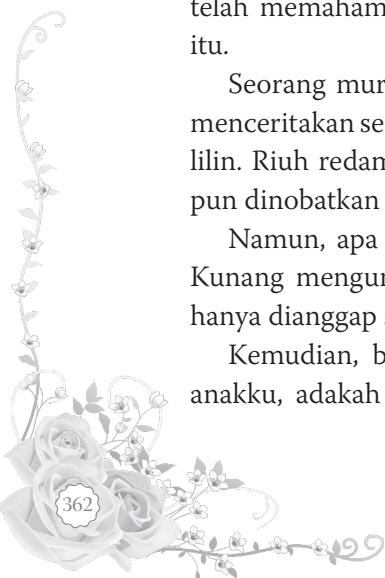 telah memaham
itu.
Seorang mur
menceritakan se
lilin. Riuh redam
pun dinobatkan
Namun, apa
Kunang mengur
hanya dianggap
Kemudian, b
anakku, adakah
362